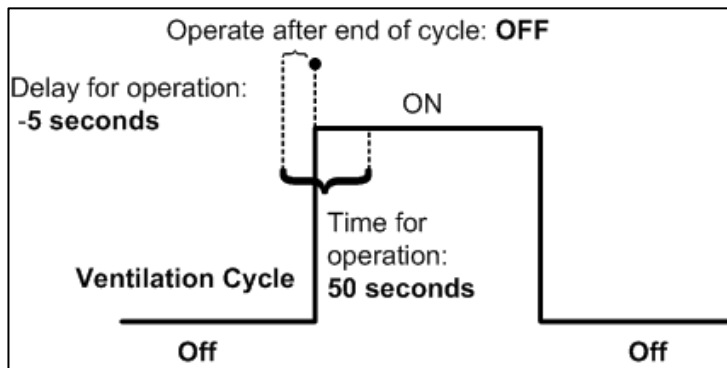 Operate after end of cycle: OFF
Delay for operation:
-5 seconds
ON
Time for
operation:
50 seconds
Ventilation Cycle
Off
Off